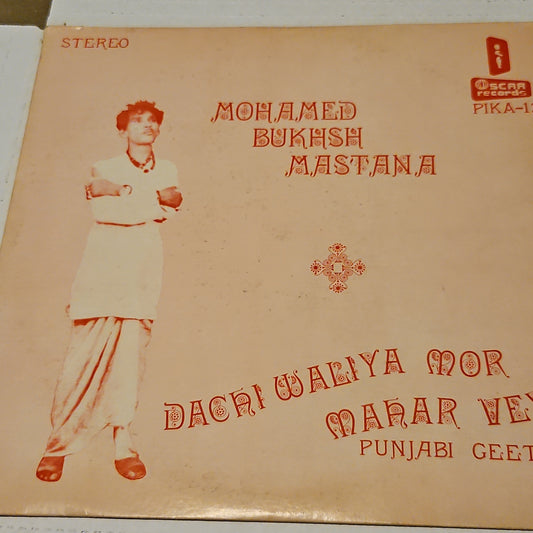 STEREO
OSCAR
records
PIKA-1
MOHAMED
BUKHSH
MASTANA
DACHI WALIYA MOR
MAHAR VE
PUNJABI GEET